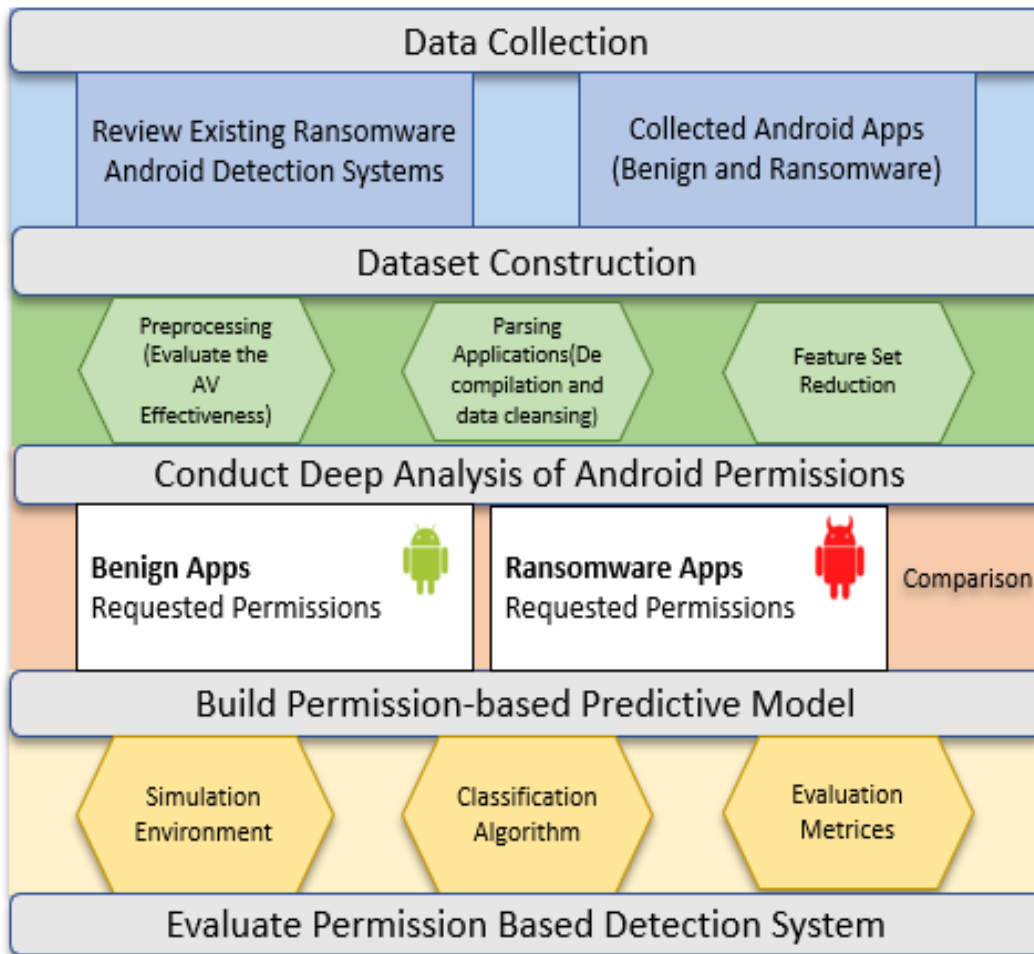 Data Collection
Review Existing Ransomware
Android Detection Systems
Collected Android Apps
(Benign and Ransomware)
Dataset Construction
Preprocessing
(Evaluate the
AV
Effectiveness)
Parsing
Applications(De
compilation and
data cleansing)
Feature Set
Reduction
Conduct Deep Analysis of Android Permissions
Benign Apps
Requested Permissions
Ransomware Apps
Requested Permissions
Comparison
Build Permission-based Predictive Model
Simulation
Environment
Classification
Algorithm
Evaluation
Metrices
Evaluate Permission Based Detection System